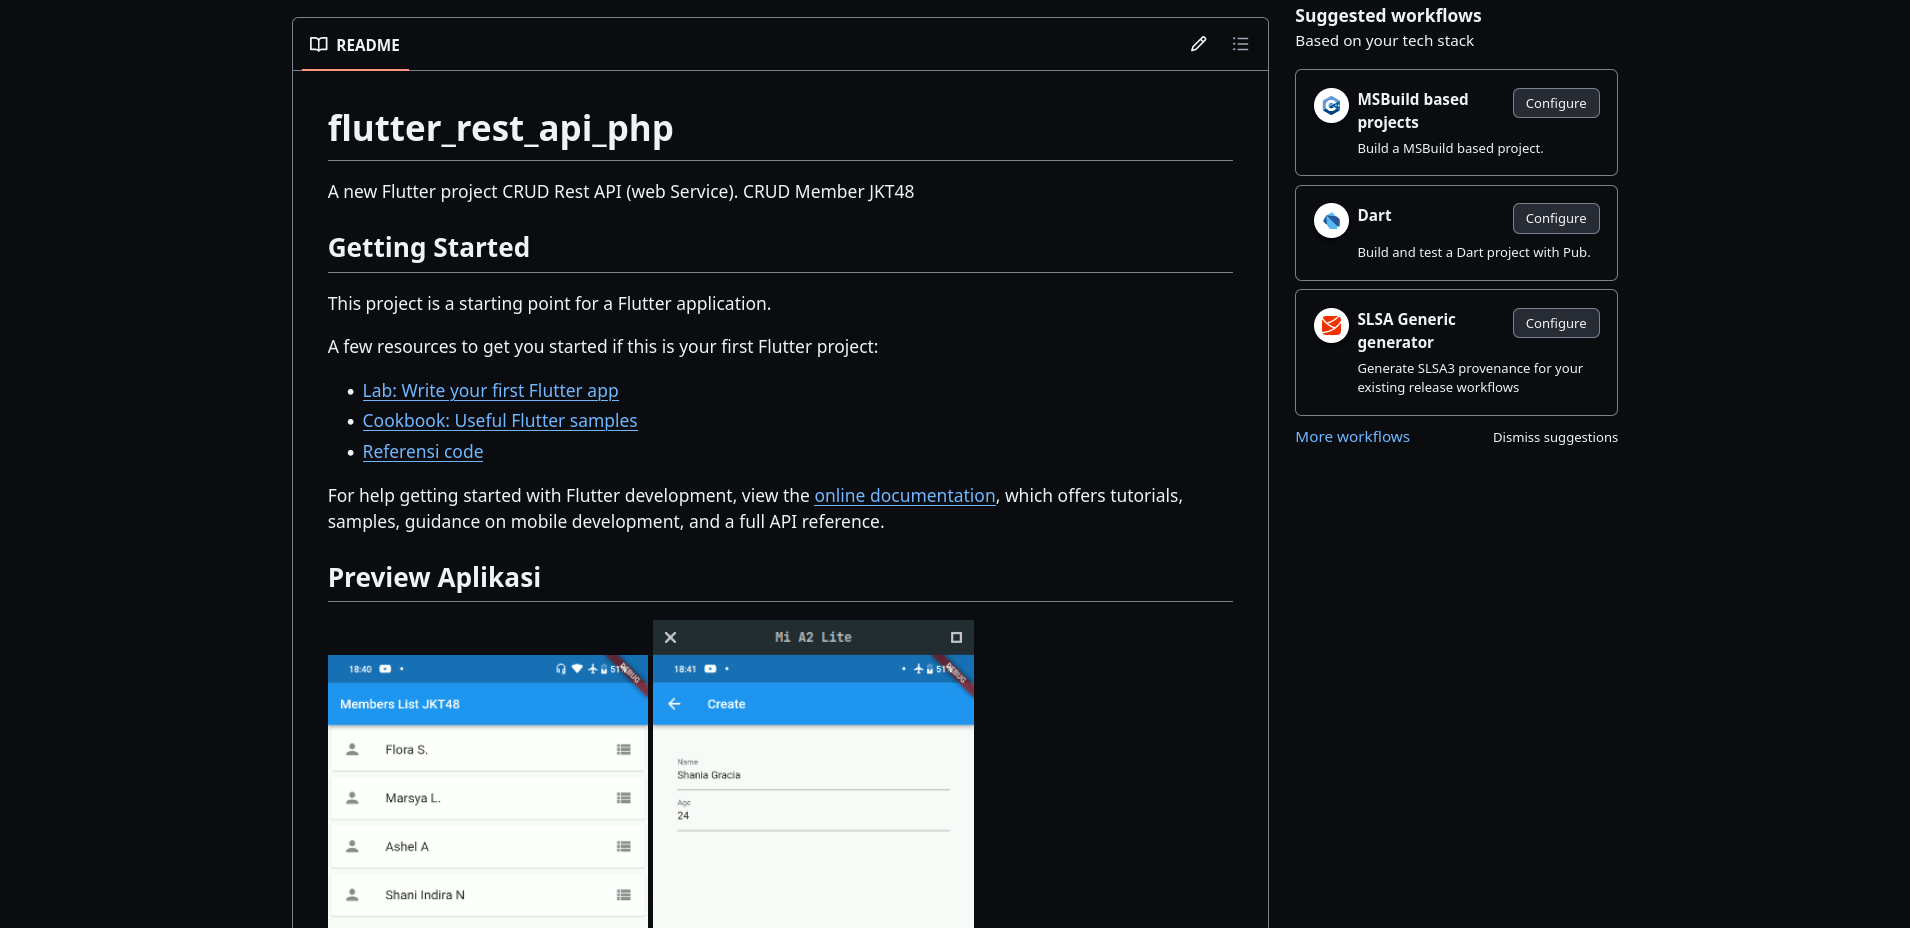 README
flutter_rest_api_php
A new Flutter project CRUD Rest API (web Service). CRUD Member JKT48
Getting Started
This project is a starting point for a Flutter application.
A few resources to get you started if this is your first Flutter project:
Lab: Write your first Flutter app
Cookbook: Useful Flutter samples
Referensi code
For help getting started with Flutter development, view the online documentation, which offers tutorials,
samples, guidance on mobile development, and a full API reference.
Preview Aplikasi
18:40 51%
DEBUG
Members List JKT48
Flora S.
Marsya L.
Ashel A
Shani Indira N
Mi A2 Lite
18:41 51%
DEBUG
Create
Name
Shania Gracia
Age
24
Suggested workflows
Based on your tech stack
MSBuild based
projects
Configure
Build a MSBuild based project.
Dart
Configure
Build and test a Dart project with Pub.
SLSA Generic
generator
Configure
Generate SLSA3 provenance for your
existing release workflows
More workflows
Dismiss suggestions